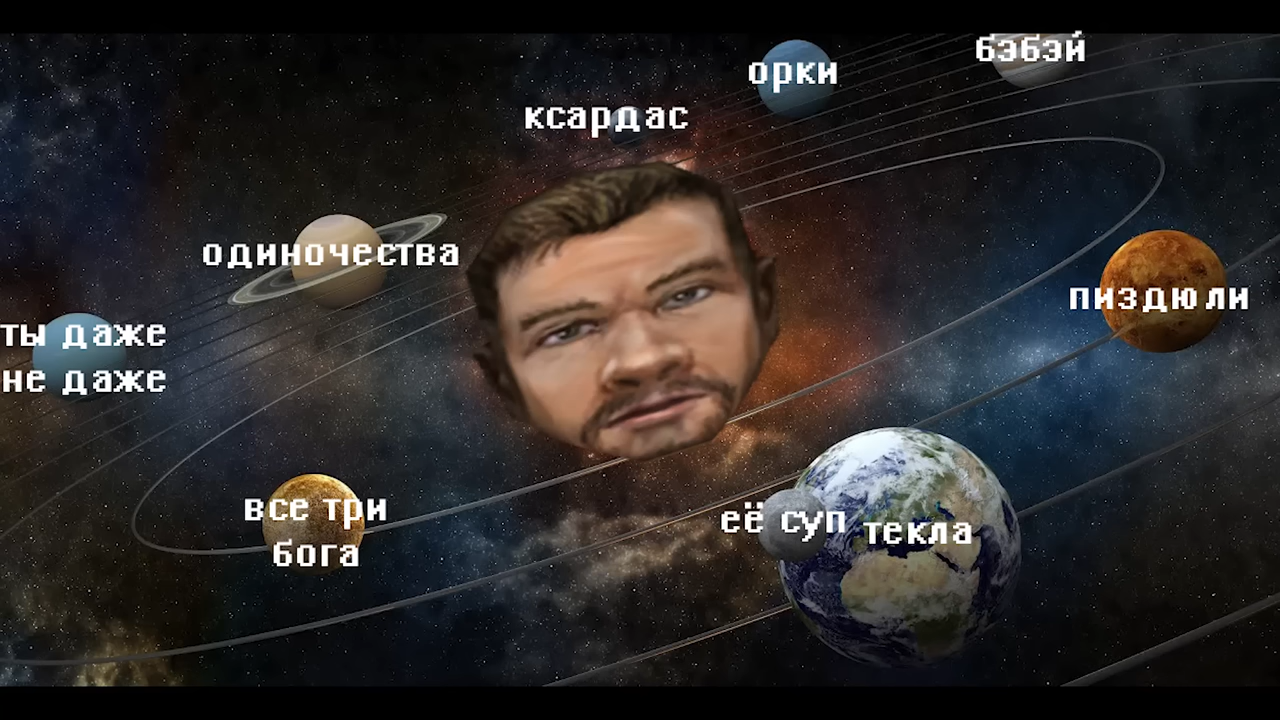 бэбэй
орки
ксардас
одиночества
пиздюли
ты даже
не даже
все три
бога
её суп
текла